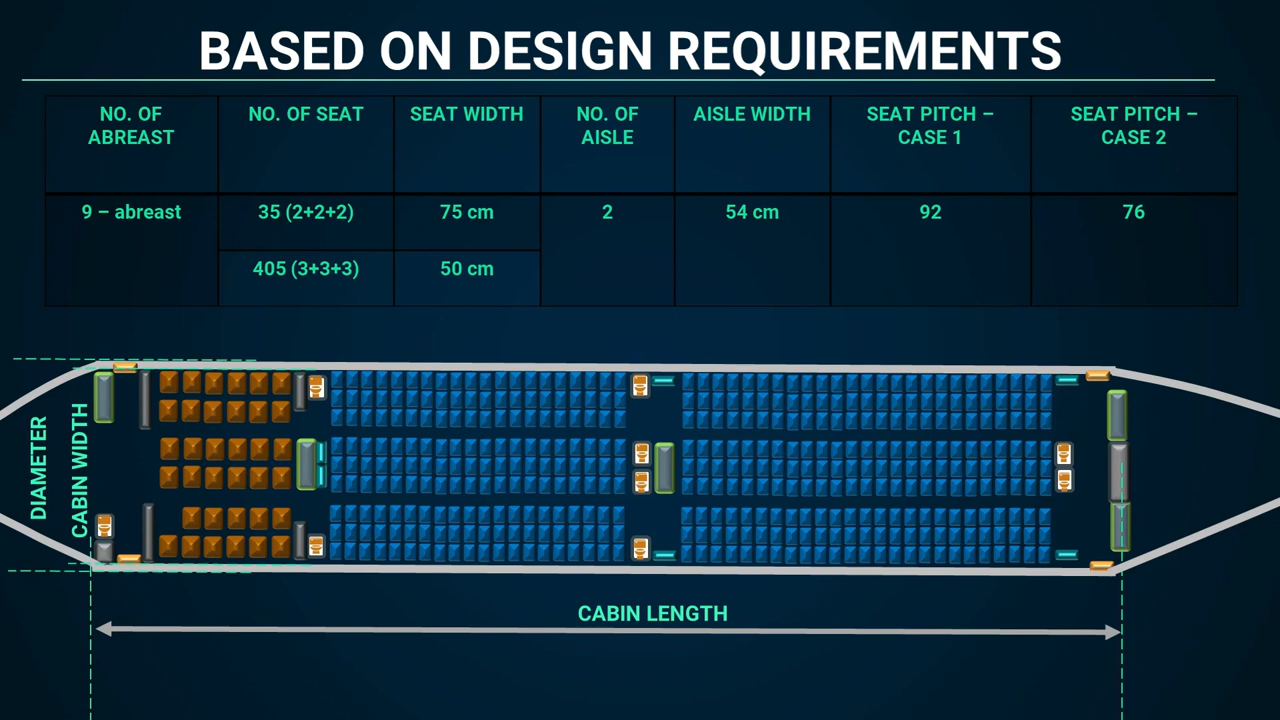 BASED ON DESIGN REQUIREMENTS
NO. OF
ABREAST
NO. OF SEAT
SEAT WIDTH
NO. OF
AISLE
AISLE WIDTH
SEAT PITCH –
CASE 1
SEAT PITCH –
CASE 2
9 – abreast
35 (2+2+2)
75 cm
2
54 cm
92
76
405 (3+3+3)
50 cm
DIAMETER
CABIN WIDTH
CABIN LENGTH